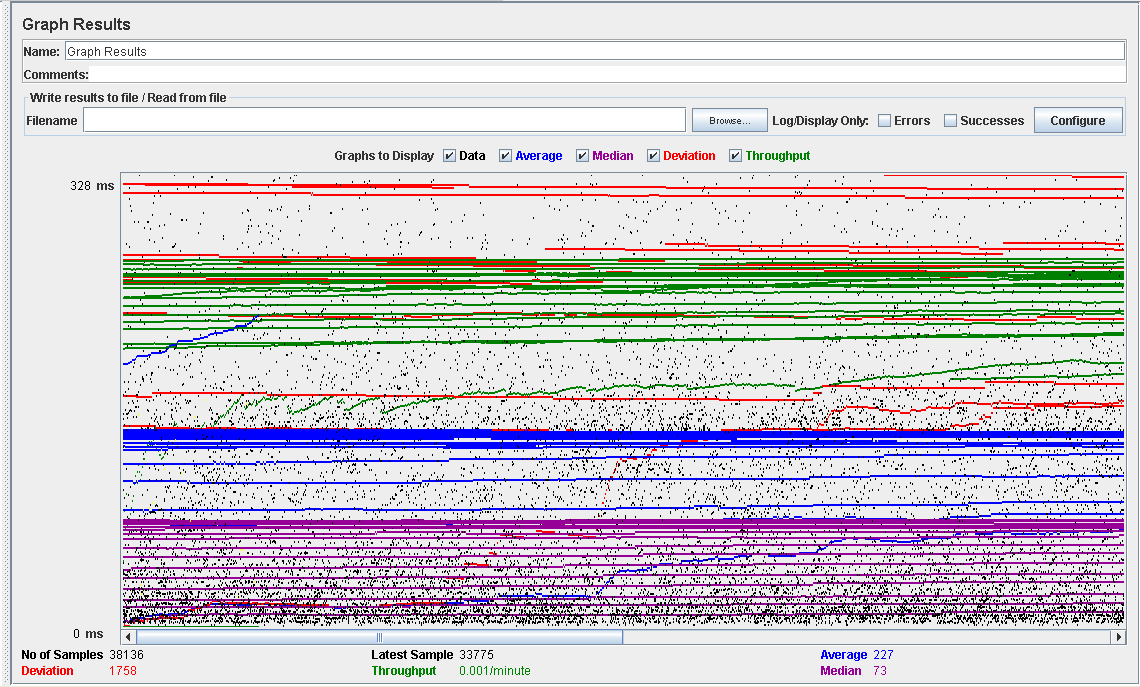 Graph Results
Name: Graph Results
Comments:
Write results to file / Read from file
Filename Browse... Log/Display Only: Errors Successes Configure
Graphs to Display Data Average Median Deviation Throughput
328 ms
0 ms
No of Samples 38136 Latest Sample 33775 Average 227
Deviation 1758 Throughput 0.001/minute Median 73